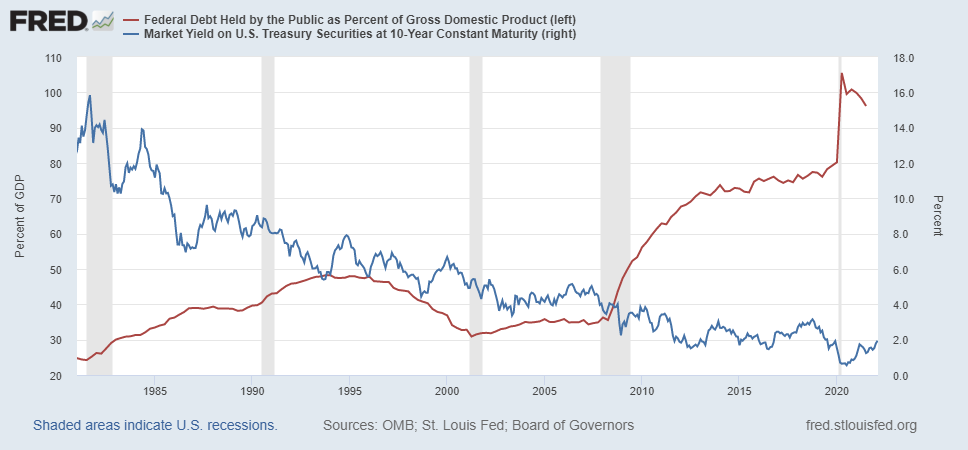 FRED
Federal Debt Held by the Public as Percent of Gross Domestic Product (left)
Market Yield on U.S. Treasury Securities at 10-Year Constant Maturity (right)
110 18.0
100 16.0
90 14.0
80 12.0
70 10.0
60 8.0
50 6.0
40 4.0
30 2.0
20 0.0
Percent of GDP
Percent
1985 1990 1995 2000 2005 2010 2015 2020
Shaded areas indicate U.S. recessions. Sources: OMB; St. Louis Fed; Board of Governors fred.stlouisfed.org